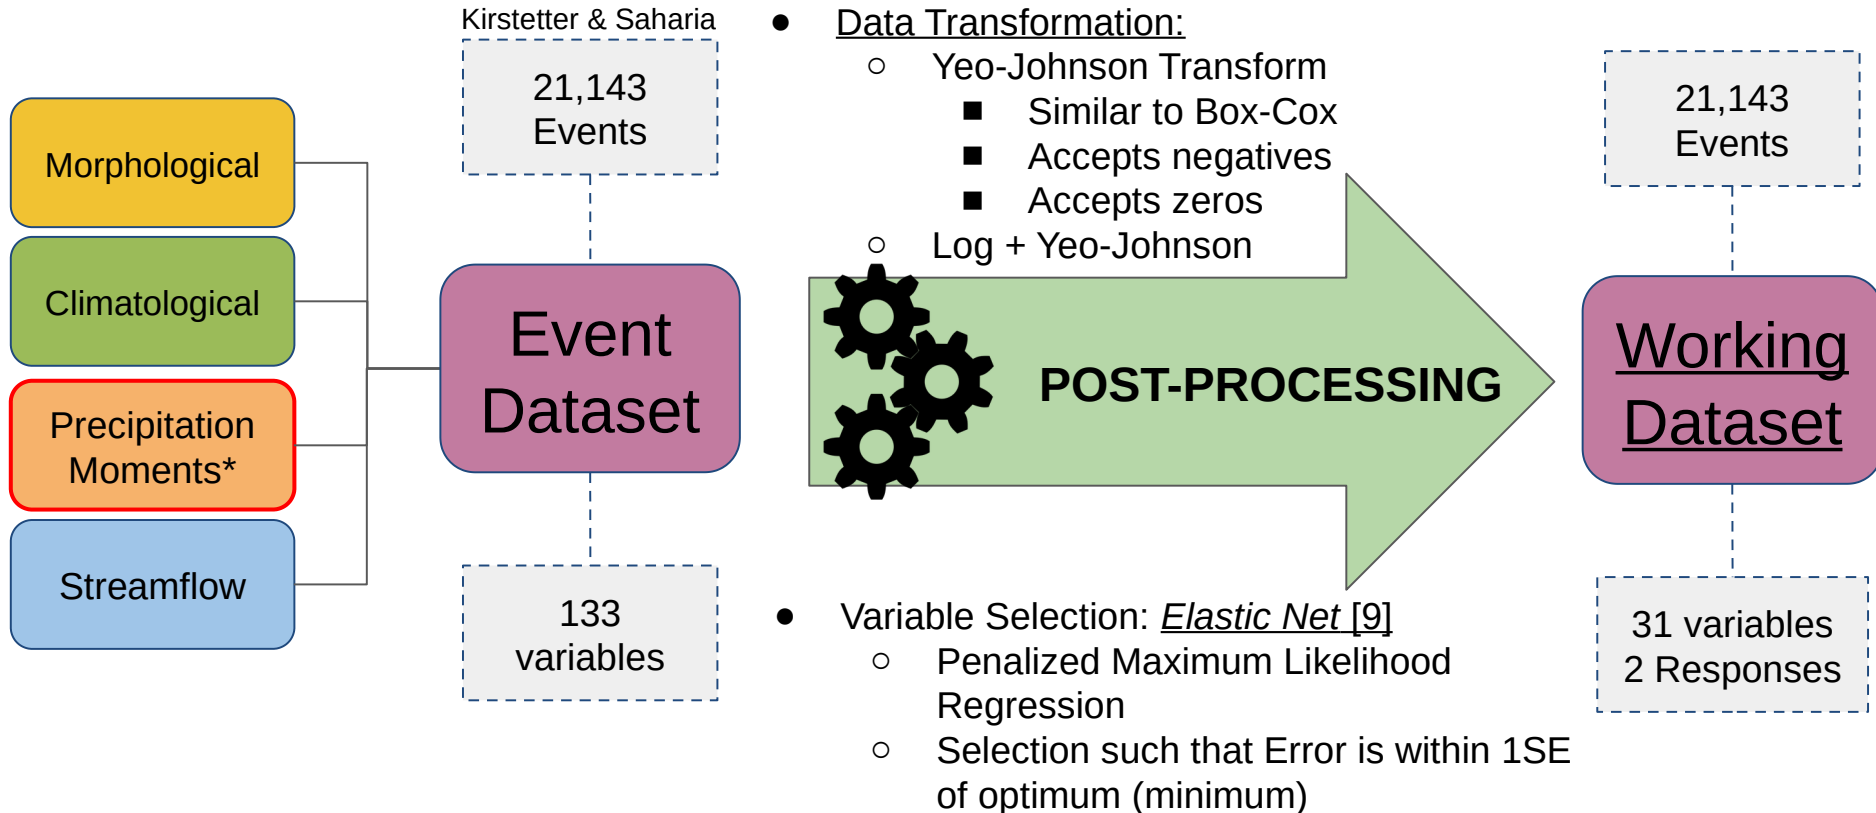 Kirstetter & Saharia
21,143
Events
Morphological
Climatological
Precipitation
Moments*
Streamflow
Event
Dataset
133
variables
● Data Transformation:
○ Yeo-Johnson Transform
■ Similar to Box-Cox
■ Accepts negatives
■ Accepts zeros
○ Log + Yeo-Johnson
POST-PROCESSING
● Variable Selection: Elastic Net [9]
○ Penalized Maximum Likelihood
Regression
○ Selection such that Error is within 1SE
of optimum (minimum)
21,143
Events
Working
Dataset
31 variables
2 Responses